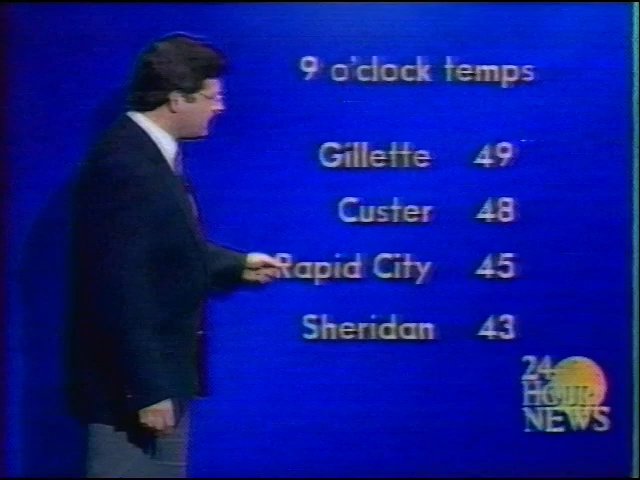 9 o'clock temps
Gillette 49
Custer 48
Rapid City 45
Sheridan 43
24
HOUR
NEWS